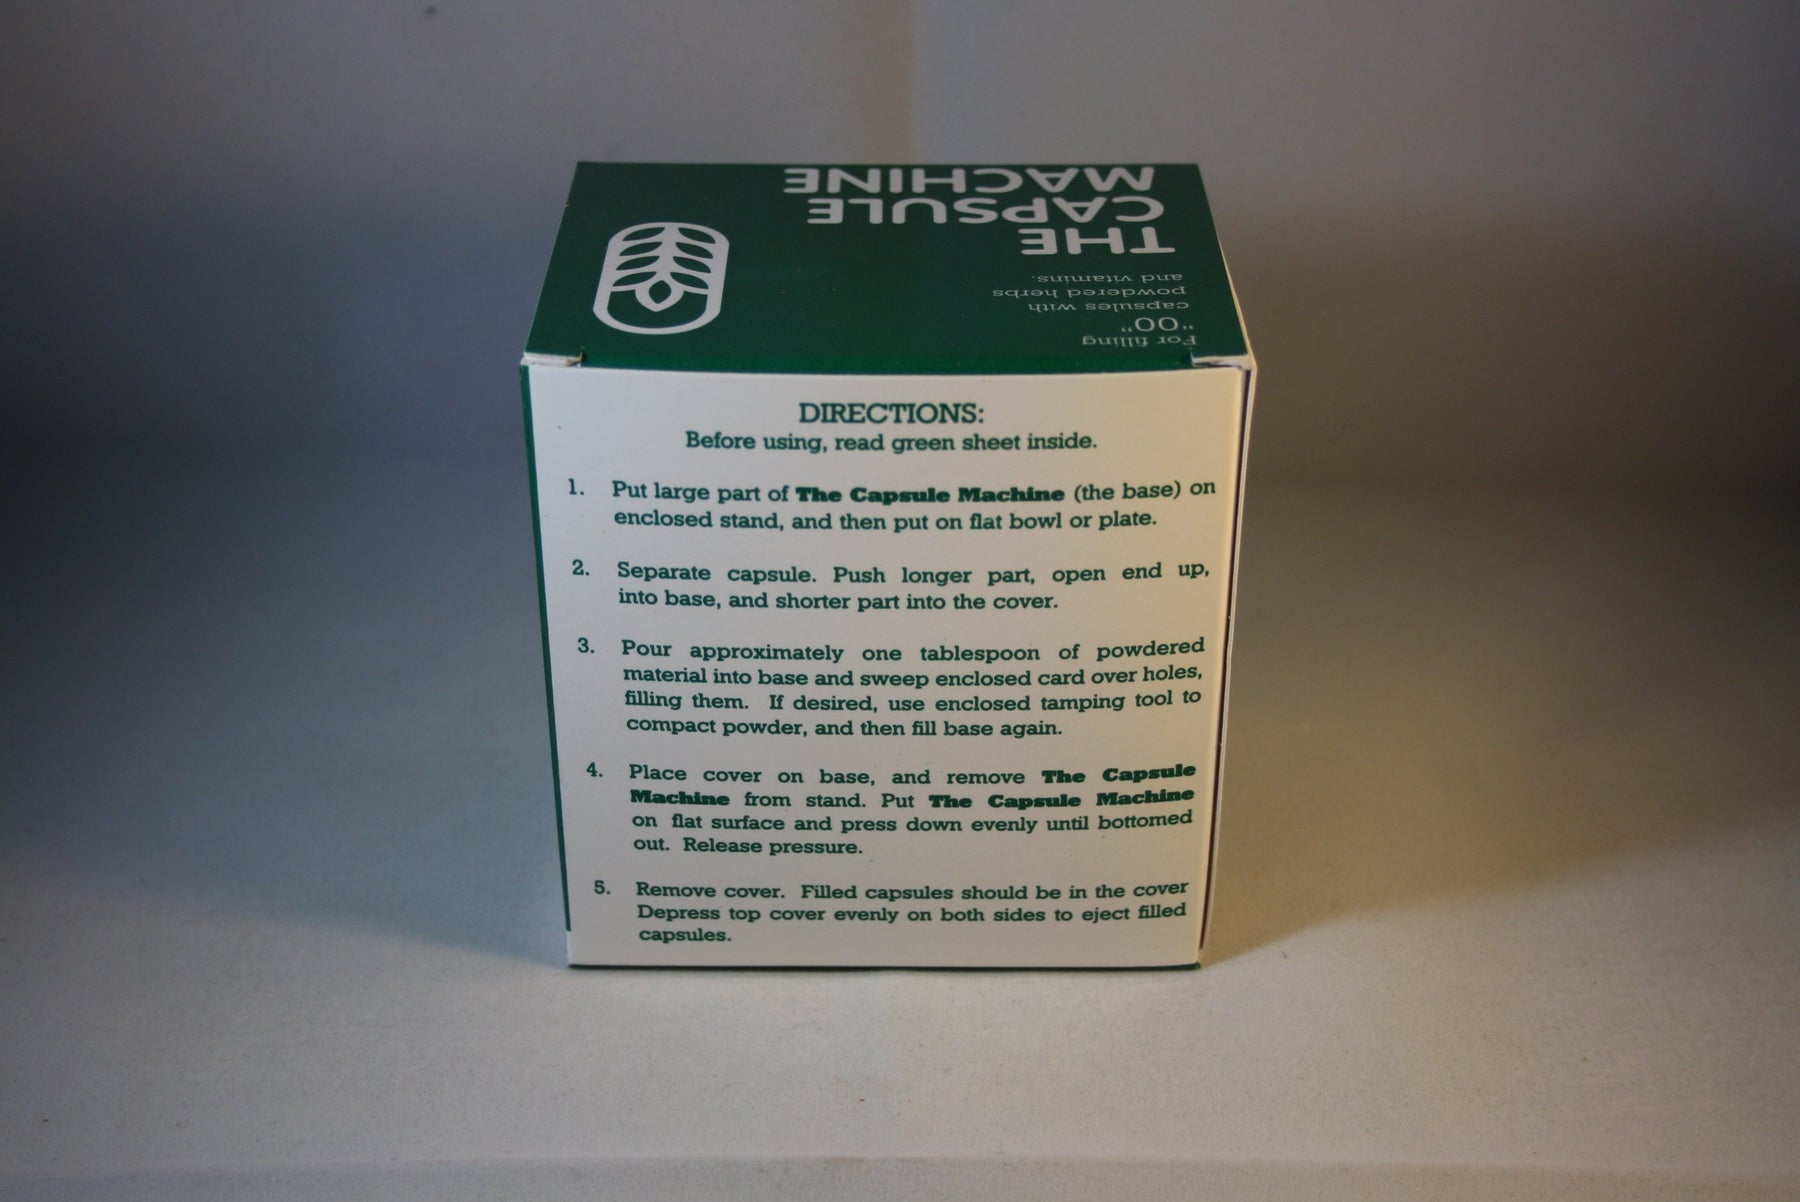 THE
CAPSULE
MACHINE
For filling
"00"
capsules with
powdered herbs
and vitamins.
DIRECTIONS:
Before using, read green sheet inside.
1. Put large part of The Capsule Machine (the base) on
enclosed stand, and then put on flat bowl or plate.
2. Separate capsule. Push longer part, open end up,
into base, and shorter part into the cover.
3. Pour approximately one tablespoon of powdered
material into base and sweep enclosed card over holes,
filling them. If desired, use enclosed tamping tool to
compact powder, and then fill base again.
4. Place cover on base, and remove The Capsule
Machine from stand. Put The Capsule Machine
on flat surface and press down evenly until bottomed
out. Release pressure.
5. Remove cover. Filled capsules should be in the cover
Depress top cover evenly on both sides to eject filled
capsules.